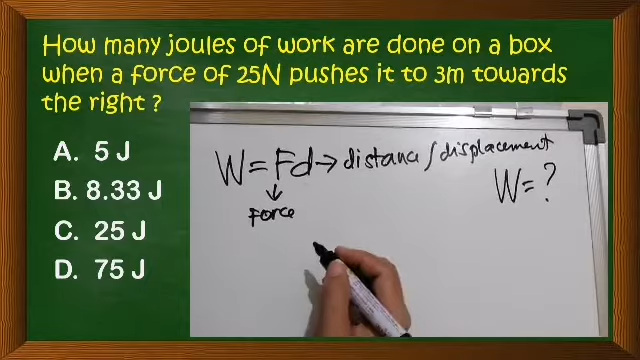 How many joules of work are done on a box
when a force of 25N pushes it to 3m towards
the right ?
A. 5 J
B. 8.33 J
C. 25 J
D. 75 J
W = Fd → distance / displacement
↓
force
W = ?